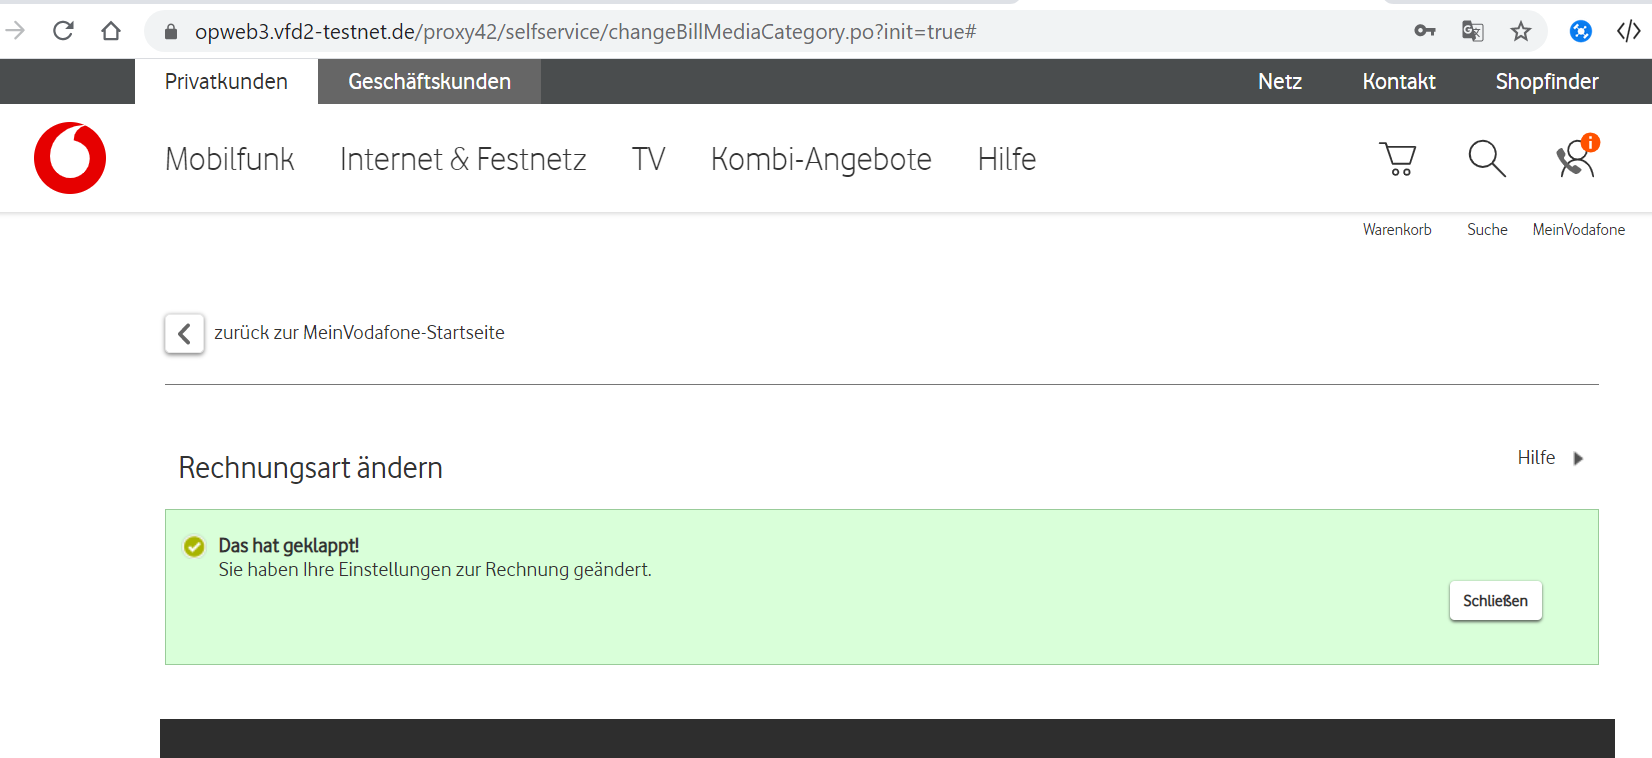 opweb3.vfd2-testnet.de/proxy42/selfservice/changeBillMediaCategory.po?init=true#
Privatkunden Geschäftskunden Netz Kontakt Shopfinder
Mobilfunk Internet & Festnetz TV Kombi-Angebote Hilfe
Warenkorb Suche MeinVodafone
zurück zur MeinVodafone-Startseite
Rechnungsart ändern
Hilfe
Das hat geklappt!
Sie haben Ihre Einstellungen zur Rechnung geändert.
Schließen